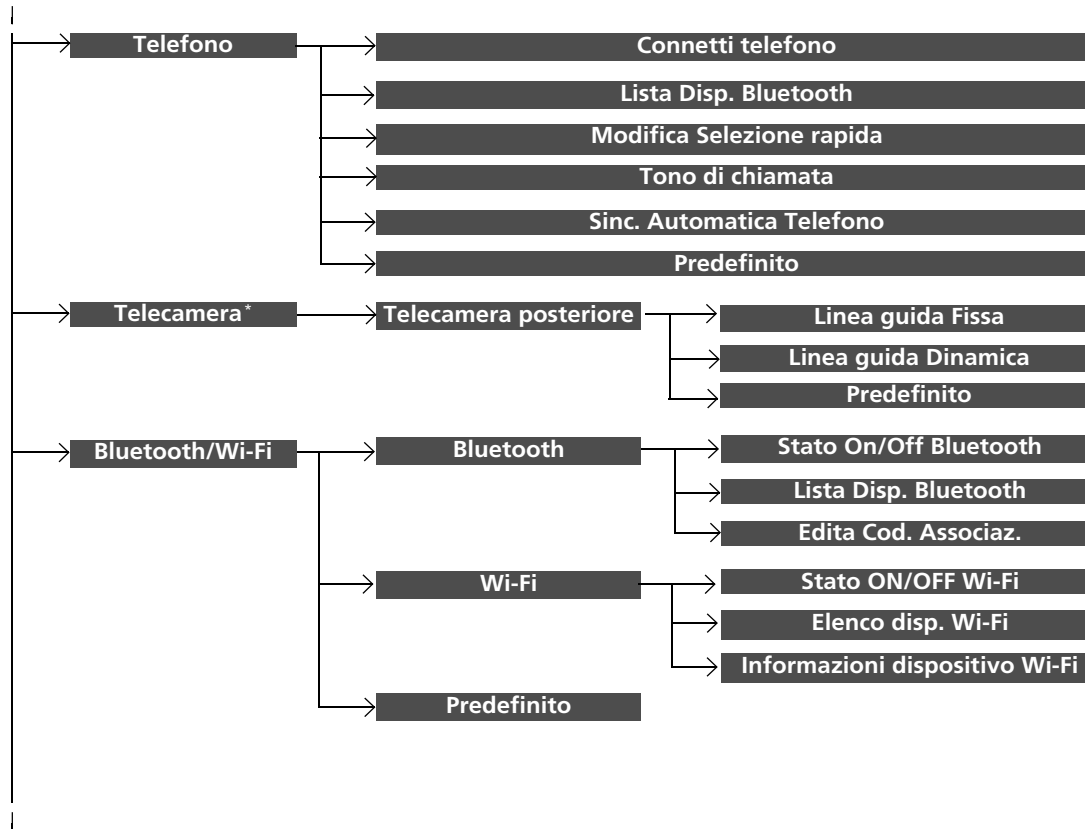 Telefono
Connetti telefono
Lista Disp. Bluetooth
Modifica Selezione rapida
Tono di chiamata
Sinc. Automatica Telefono
Predefinito
Telecamera*
Telecamera posteriore
Linea guida Fissa
Linea guida Dinamica
Predefinito
Bluetooth/Wi-Fi
Bluetooth
Stato On/Off Bluetooth
Lista Disp. Bluetooth
Edita Cod. Associaz.
Wi-Fi
Stato ON/OFF Wi-Fi
Elenco disp. Wi-Fi
Informazioni dispositivo Wi-Fi
Predefinito